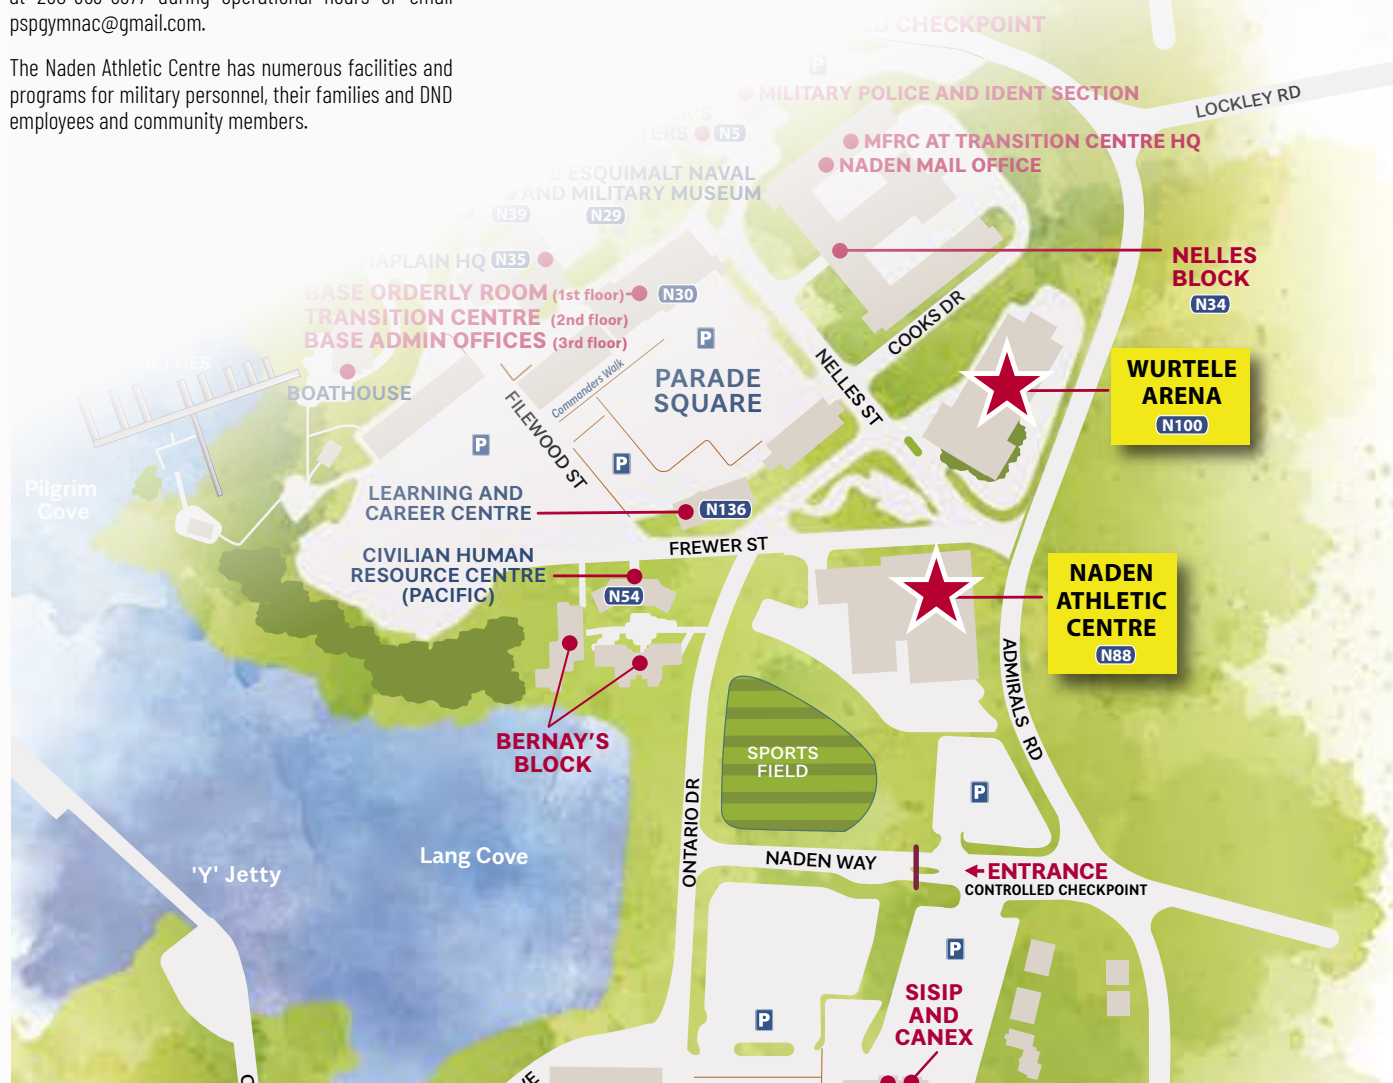 pspgymnac@gmail.com.
The Naden Athletic Centre has numerous facilities and
programs for military personnel, their families and DND
employees and community members.
CHECKPOINT
P
MILITARY POLICE AND IDENT SECTION
LOCKLEY RD
N5
MFRC AT TRANSITION CENTRE HQ
NADEN MAIL OFFICE
ESQUIMALT NAVAL
AND MILITARY MUSEUM
N39
N29
HAPLAIN HQ N35
NELLES
BLOCK
N34
BASE ORDERLY ROOM (1st floor)
N30
TRANSITION CENTRE (2nd floor)
BASE ADMIN OFFICES (3rd floor)
COOKS DR
P
JETTIES
BOATHOUSE
Commanders Walk
PARADE
SQUARE
NELLES ST
WURTELE
ARENA
N100
FILEWOOD ST
P
P
Pilgrim
Cove
LEARNING AND
CAREER CENTRE
N136
FREWER ST
CIVILIAN HUMAN
RESOURCE CENTRE
(PACIFIC)
N54
NADEN
ATHLETIC
CENTRE
N88
ADMIRALS RD
BERNAY'S
BLOCK
SPORTS
FIELD
P
ONTARIO DR
Lang Cove
'Y' Jetty
NADEN WAY
ENTRANCE
CONTROLLED CHECKPOINT
P
SISIP
AND
CANEX
P